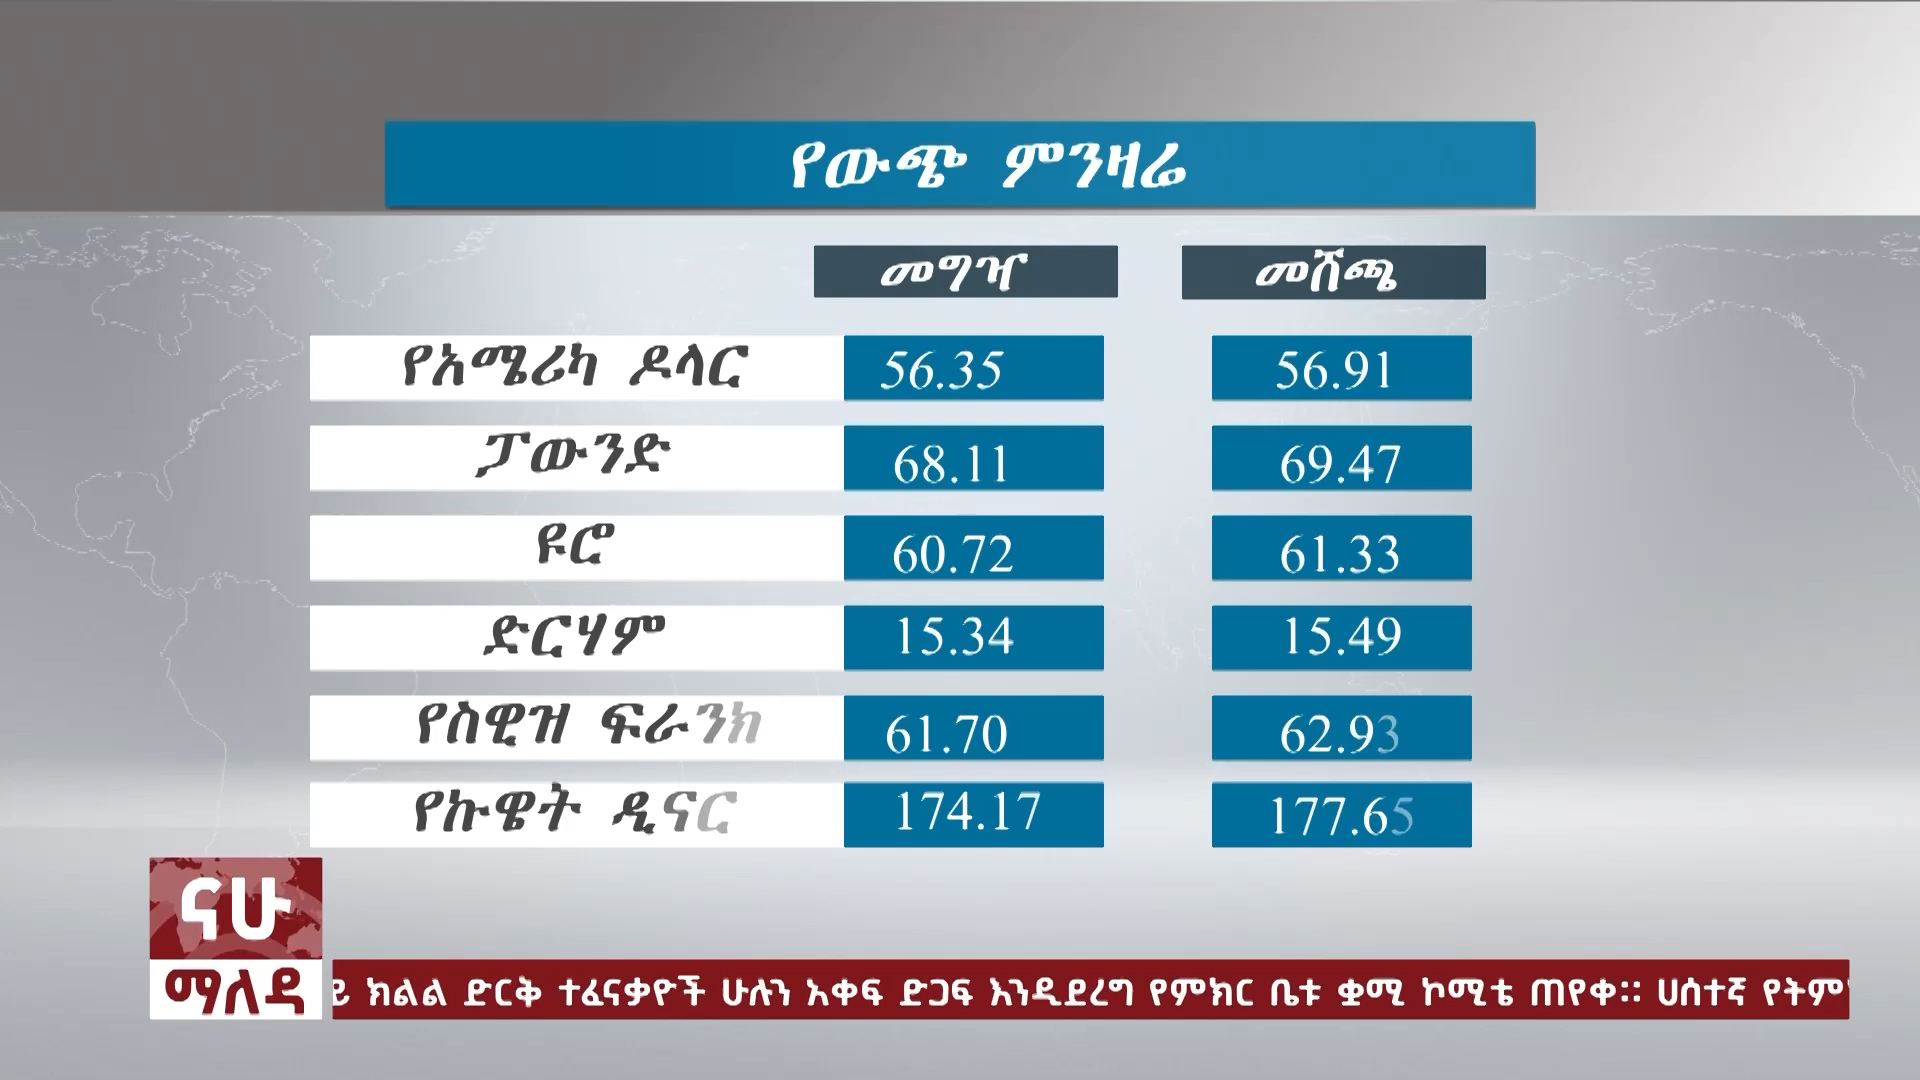 የውጭ ምንዛሬ
መግዣ መሸጫ
የአሜሪካ ዶላር 56.35 56.91
ፓውንድ 68.11 69.47
ዩሮ 60.72 61.33
ድርሃም 15.34 15.49
የስዊዝ ፍራንክ 61.70 62.93
የኩዌት ዲናር 174.17 177.65
ናሁ
ማለዳ
ክልል ድርቅ ተፈናቃዮች ሁሉን አቀፍ ድጋፍ እንዲደረግ የምክር ቤቱ ቋሚ ኮሚቴ ጠየቀ፡፡ ሀሰተኛ